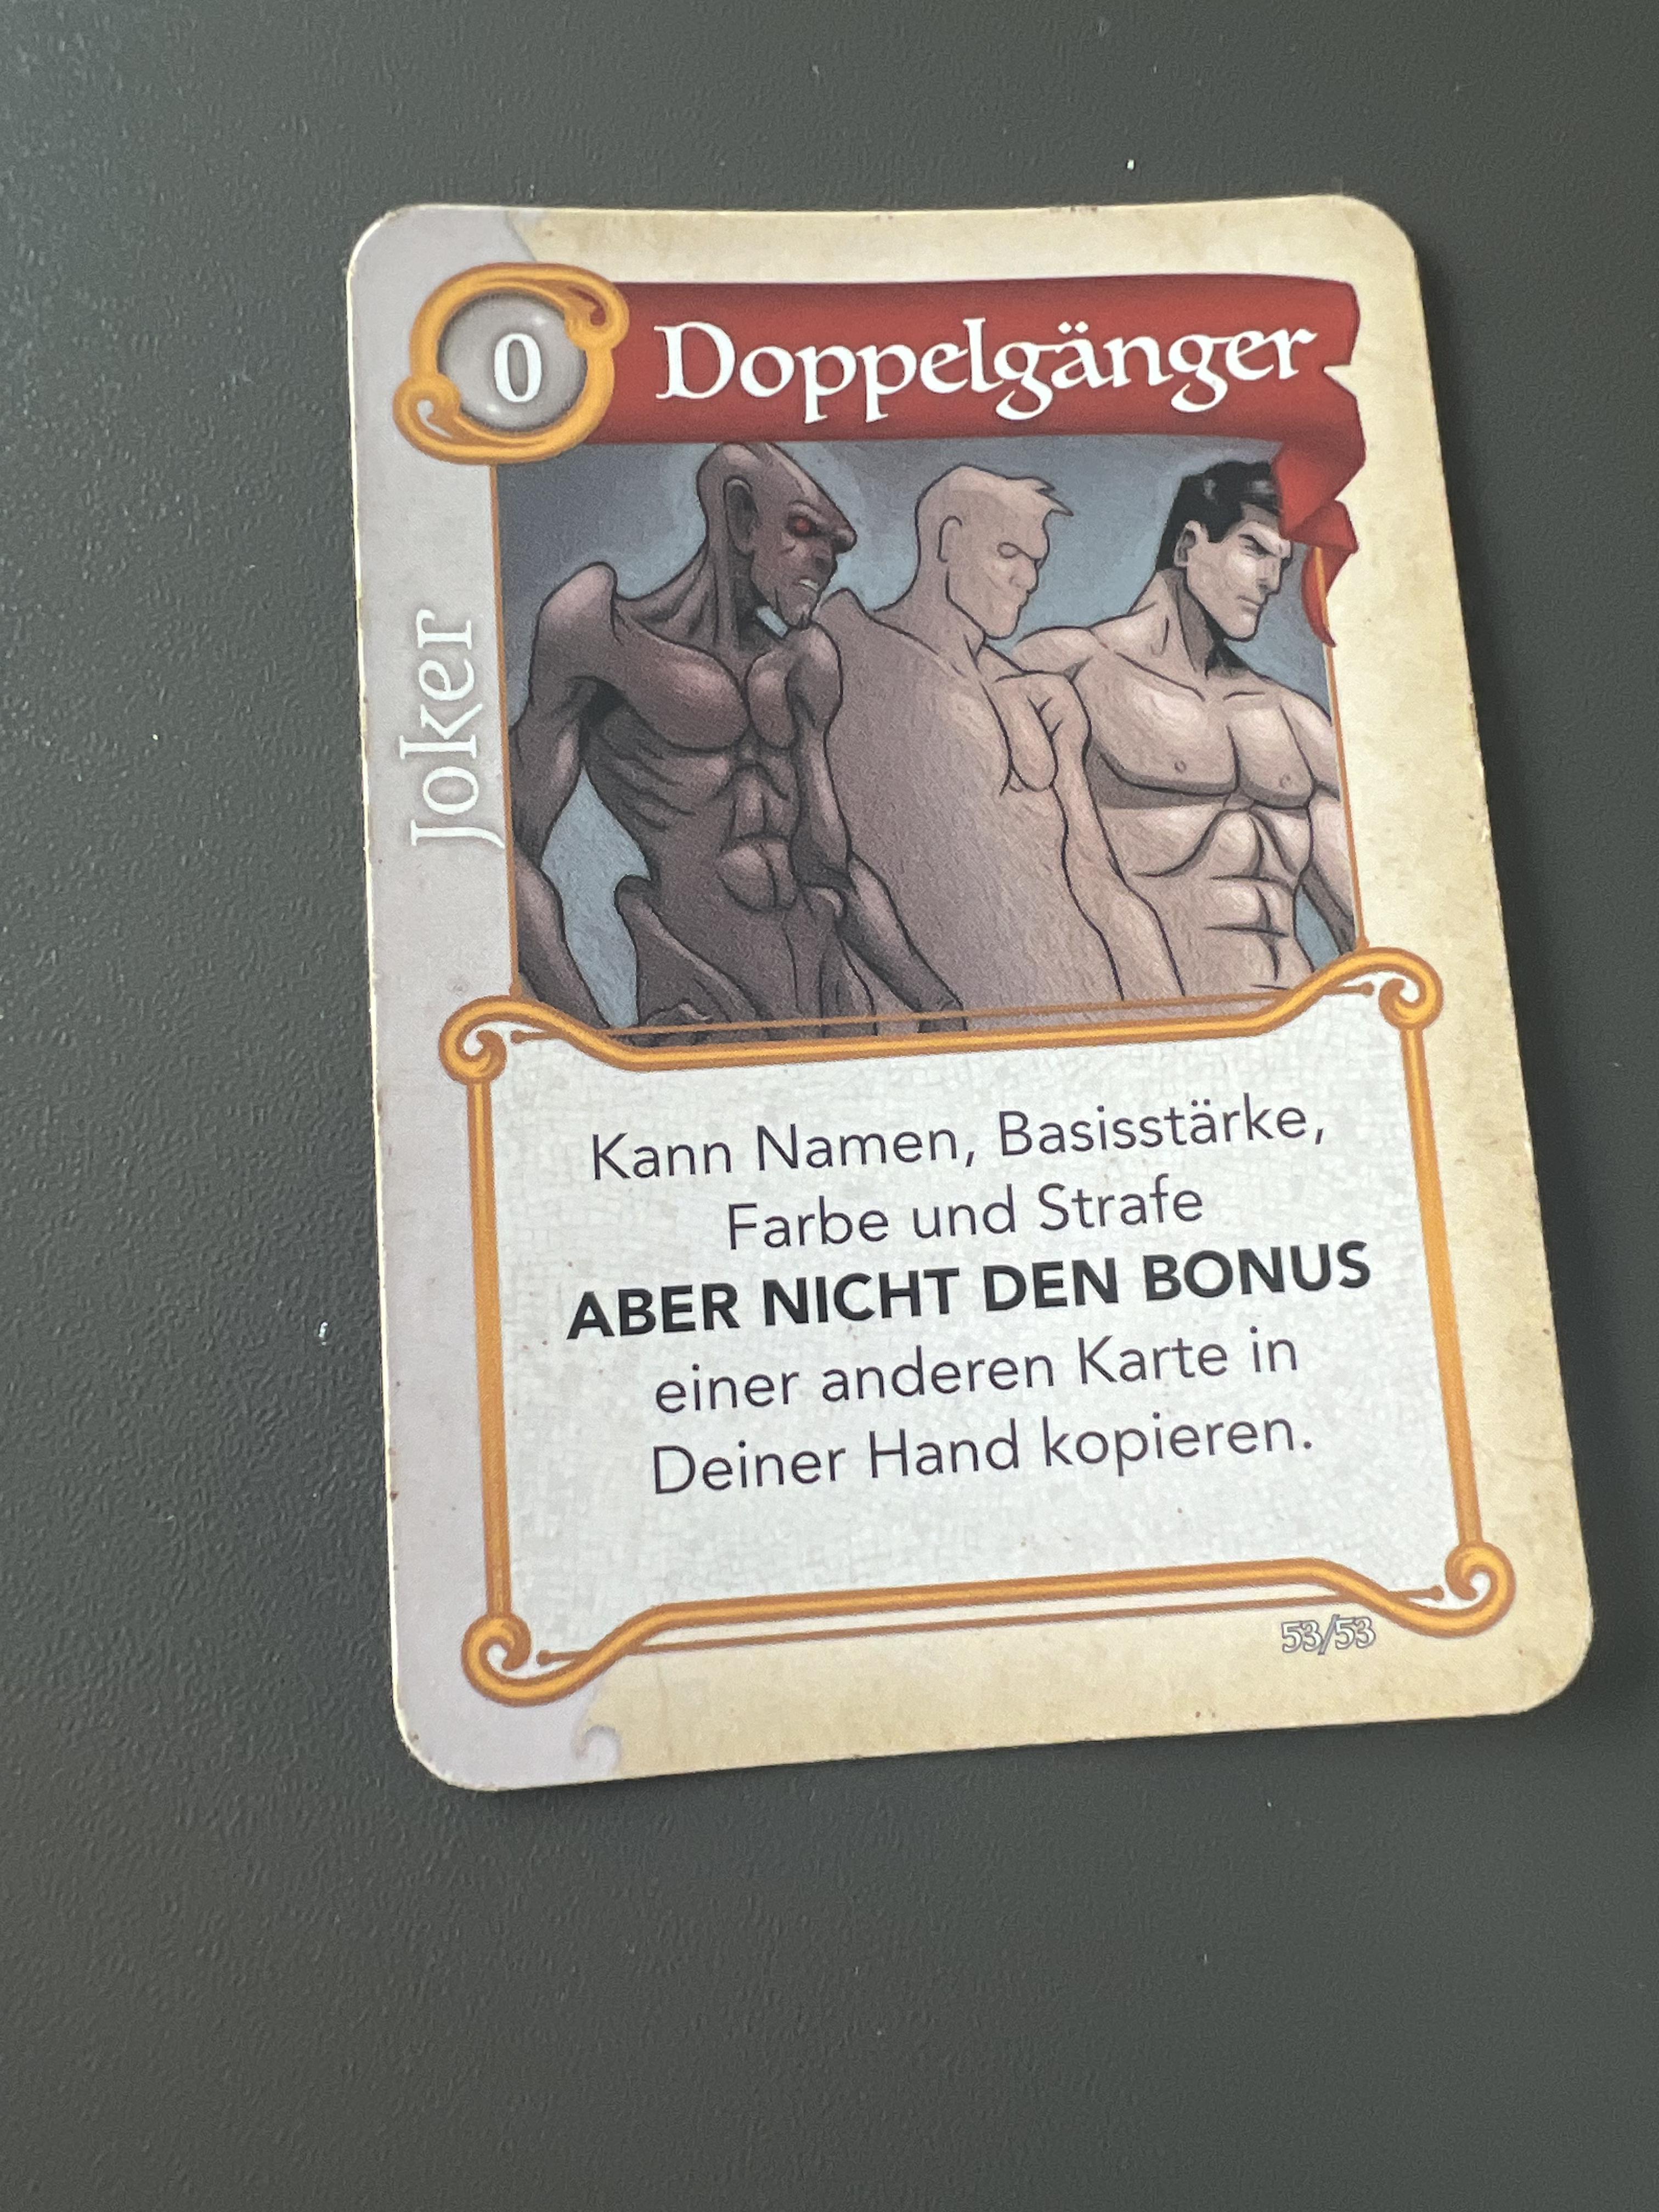 0
Doppelgänger
Joker
Kann Namen, Basisstärke,
Farbe und Strafe
ABER NICHT DEN BONUS
einer anderen Karte in
Deiner Hand kopieren.
53/53